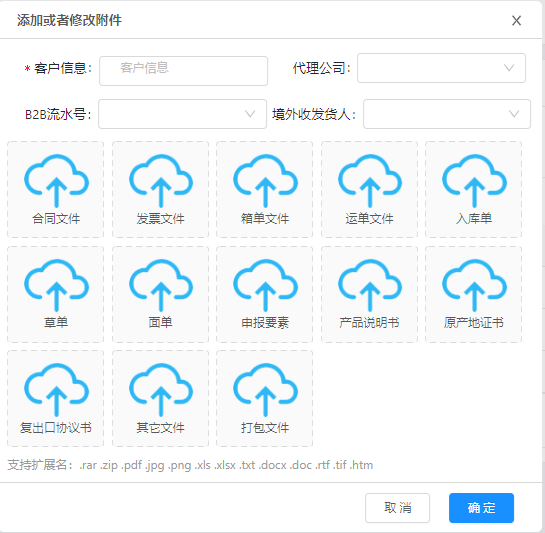 添加或者修改附件
* 客户信息： 客户信息 代理公司：
B2B流水号： 境外收发货人：
合同文件 发票文件 箱单文件 运单文件 入库单
草单 面单 申报要素 产品说明书 原产地证书
复出口协议书 其它文件 打包文件
支持扩展名：.rar .zip .pdf .jpg .png .xls .xlsx .txt .docx .doc .rtf .tif .htm
取消 确定